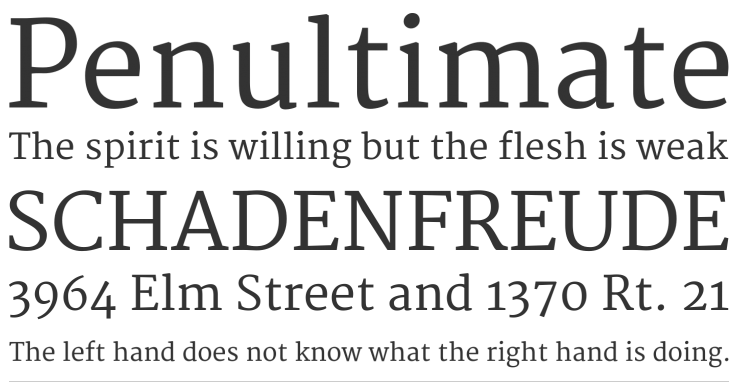 Penultimate
The spirit is willing but the flesh is weak
SCHADENFREUDE
3964 Elm Street and 1370 Rt. 21
The left hand does not know what the right hand is doing.